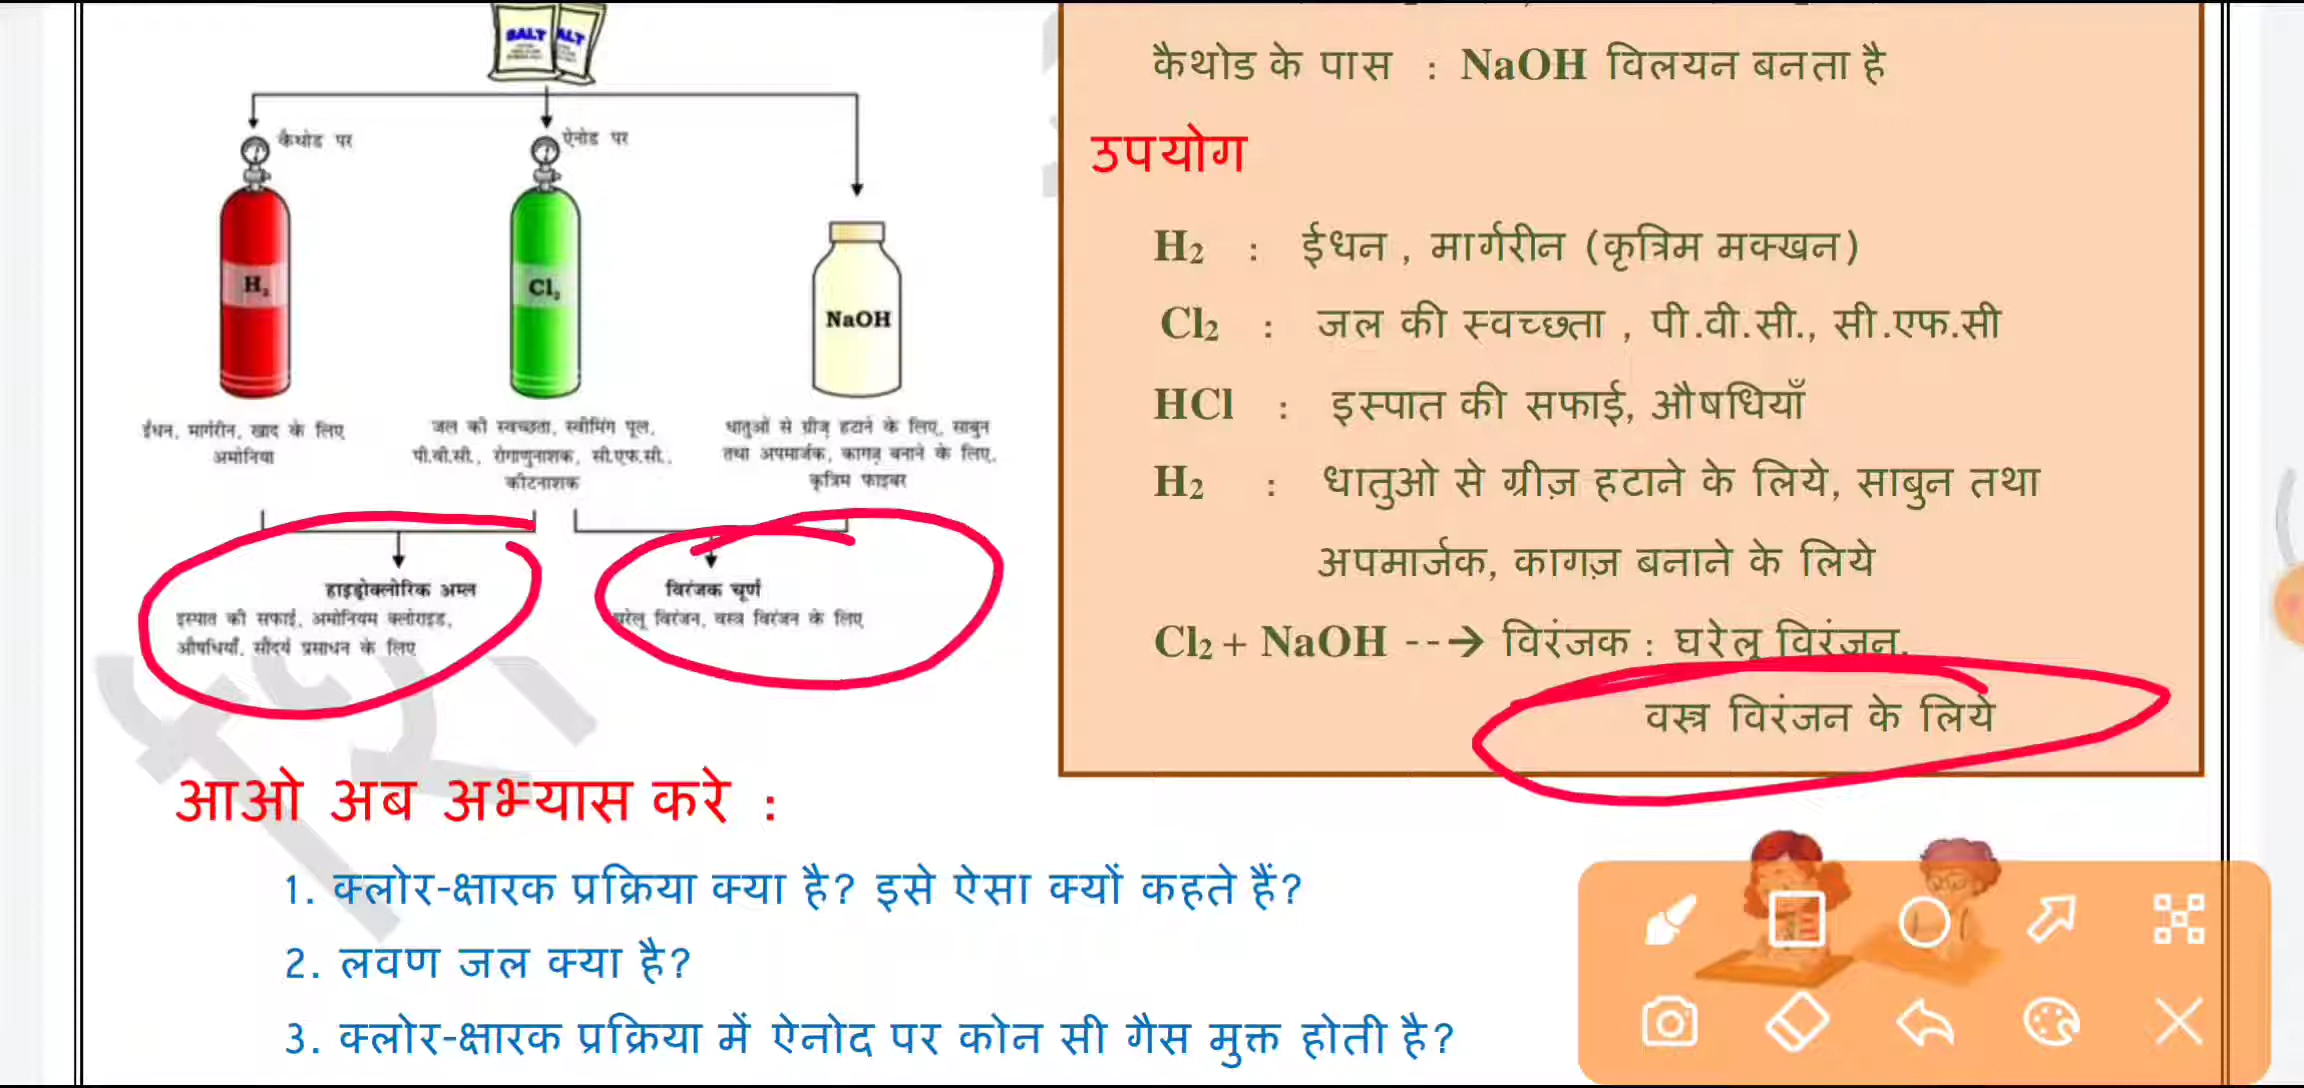 SALT
ALT
कैथोड पर
ऐनोड पर
H₂
Cl₂
NaOH
ईंधन, मार्गरीन, खाद के लिए
अमोनिया
जल की स्वच्छता, स्वीमिंग पूल,
पी.वी.सी., रोगाणुनाशक, सी.एफ.सी.,
कीटनाशक
धातुओं से ग्रीज़ हटाने के लिए, साबुन
तथा अपमार्जक, कागज़ बनाने के लिए,
कृत्रिम फाइबर
हाइड्रोक्लोरिक अम्ल
इस्पात की सफाई, अमोनियम क्लोराइड,
औषधियाँ, सौंदर्य प्रसाधन के लिए
विरंजक चूर्ण
घरेलू विरंजन, वस्त्र विरंजन के लिए
कैथोड के पास : NaOH विलयन बनता है
उपयोग
H2 : ईधन , मार्गरीन (कृत्रिम मक्खन)
Cl2 : जल की स्वच्छता , पी.वी.सी., सी.एफ.सी
HCl : इस्पात की सफाई, औषधियाँ
H2 : धातुओ से ग्रीज़ हटाने के लिये, साबुन तथा
अपमार्जक, कागज़ बनाने के लिये
Cl2 + NaOH --→ विरंजक : घरेलू विरंजन,
वस्त्र विरंजन के लिये
आओ अब अभ्यास करे :
1. क्लोर-क्षारक प्रक्रिया क्या है? इसे ऐसा क्यों कहते हैं?
2. लवण जल क्या है?
3. क्लोर-क्षारक प्रक्रिया में ऐनोद पर कोन सी गैस मुक्त होती है?